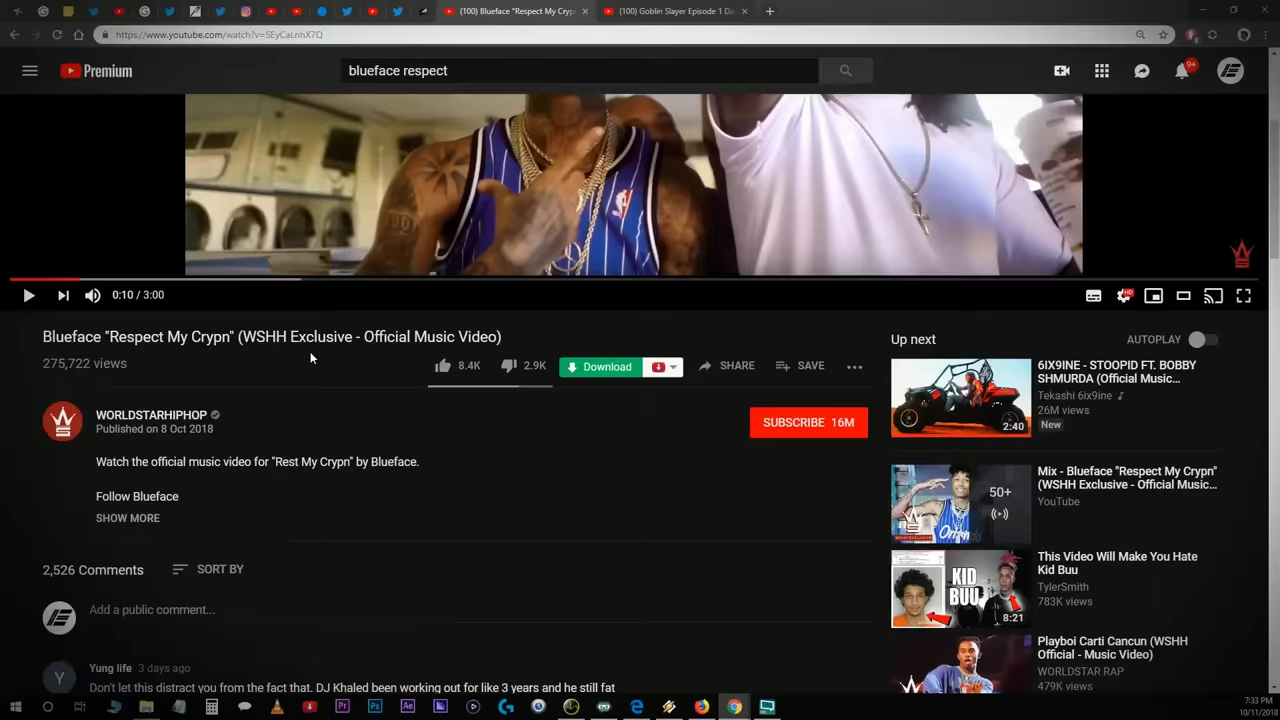 (100) Blueface "Respect My Cryp
(100) Goblin Slayer Episode 1 Da
https://www.youtube.com/watch?v=SEyCaLnhX7Q
Premium
blueface respect
9+
0:10 / 3:00
HD
Blueface "Respect My Crypn" (WSHH Exclusive - Official Music Video)
275,722 views
8.4K
2.9K
Download
SHARE
SAVE
WORLDSTARHIPHOP
Published on 8 Oct 2018
SUBSCRIBE 16M
Watch the official music video for "Rest My Crypn" by Blueface.
Follow Blueface
SHOW MORE
2,526 Comments
SORT BY
Add a public comment...
Y
Yung life 3 days ago
Don't let this distract you from the fact that. DJ Khaled been working out for like 3 years and he still fat
Up next
AUTOPLAY
2:40
6IX9INE - STOOPID FT. BOBBY
SHMURDA (Official Music...
Tekashi 6ix9ine
26M views
New
50+
Mix - Blueface "Respect My Crypn"
(WSHH Exclusive - Official Music...
YouTube
KID
BUU
8:21
This Video Will Make You Hate
Kid Buu
TylerSmith
783K views
Playboi Carti Cancun (WSHH
Official - Music Video)
WORLDSTAR RAP
479K views
Pr
Ps
Ae
Me
7:33 PM
10/11/2018